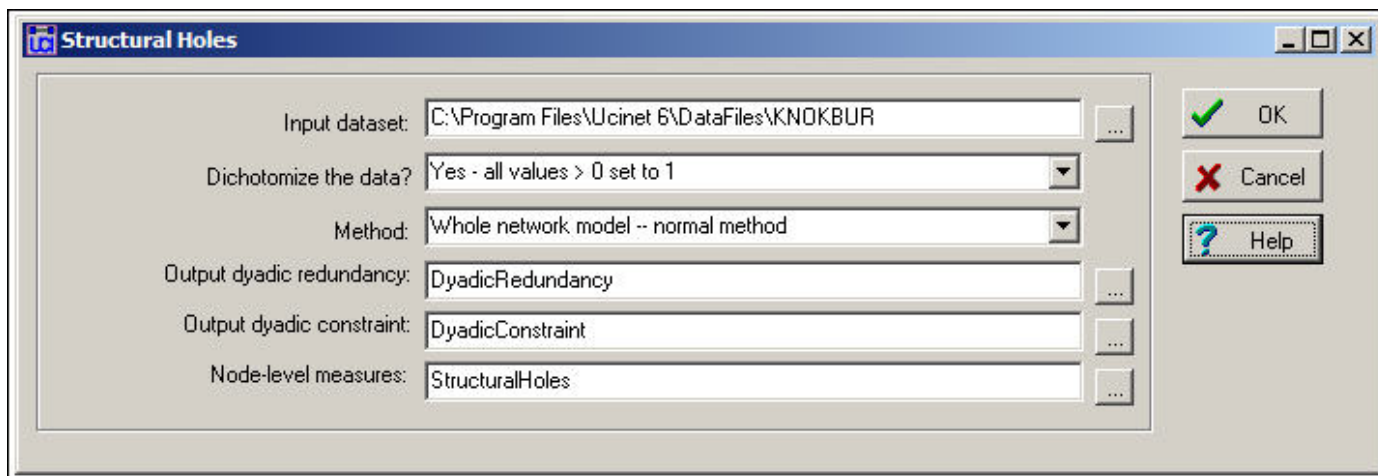 Structural Holes
Input dataset: C:\Program Files\Ucinet 6\DataFiles\KNOKBUR ...
Dichotomize the data? Yes - all values > 0 set to 1
Method: Whole network model -- normal method
Output dyadic redundancy: DyadicRedundancy ...
Output dyadic constraint: DyadicConstraint ...
Node-level measures: StructuralHoles ...
OK
Cancel
? Help